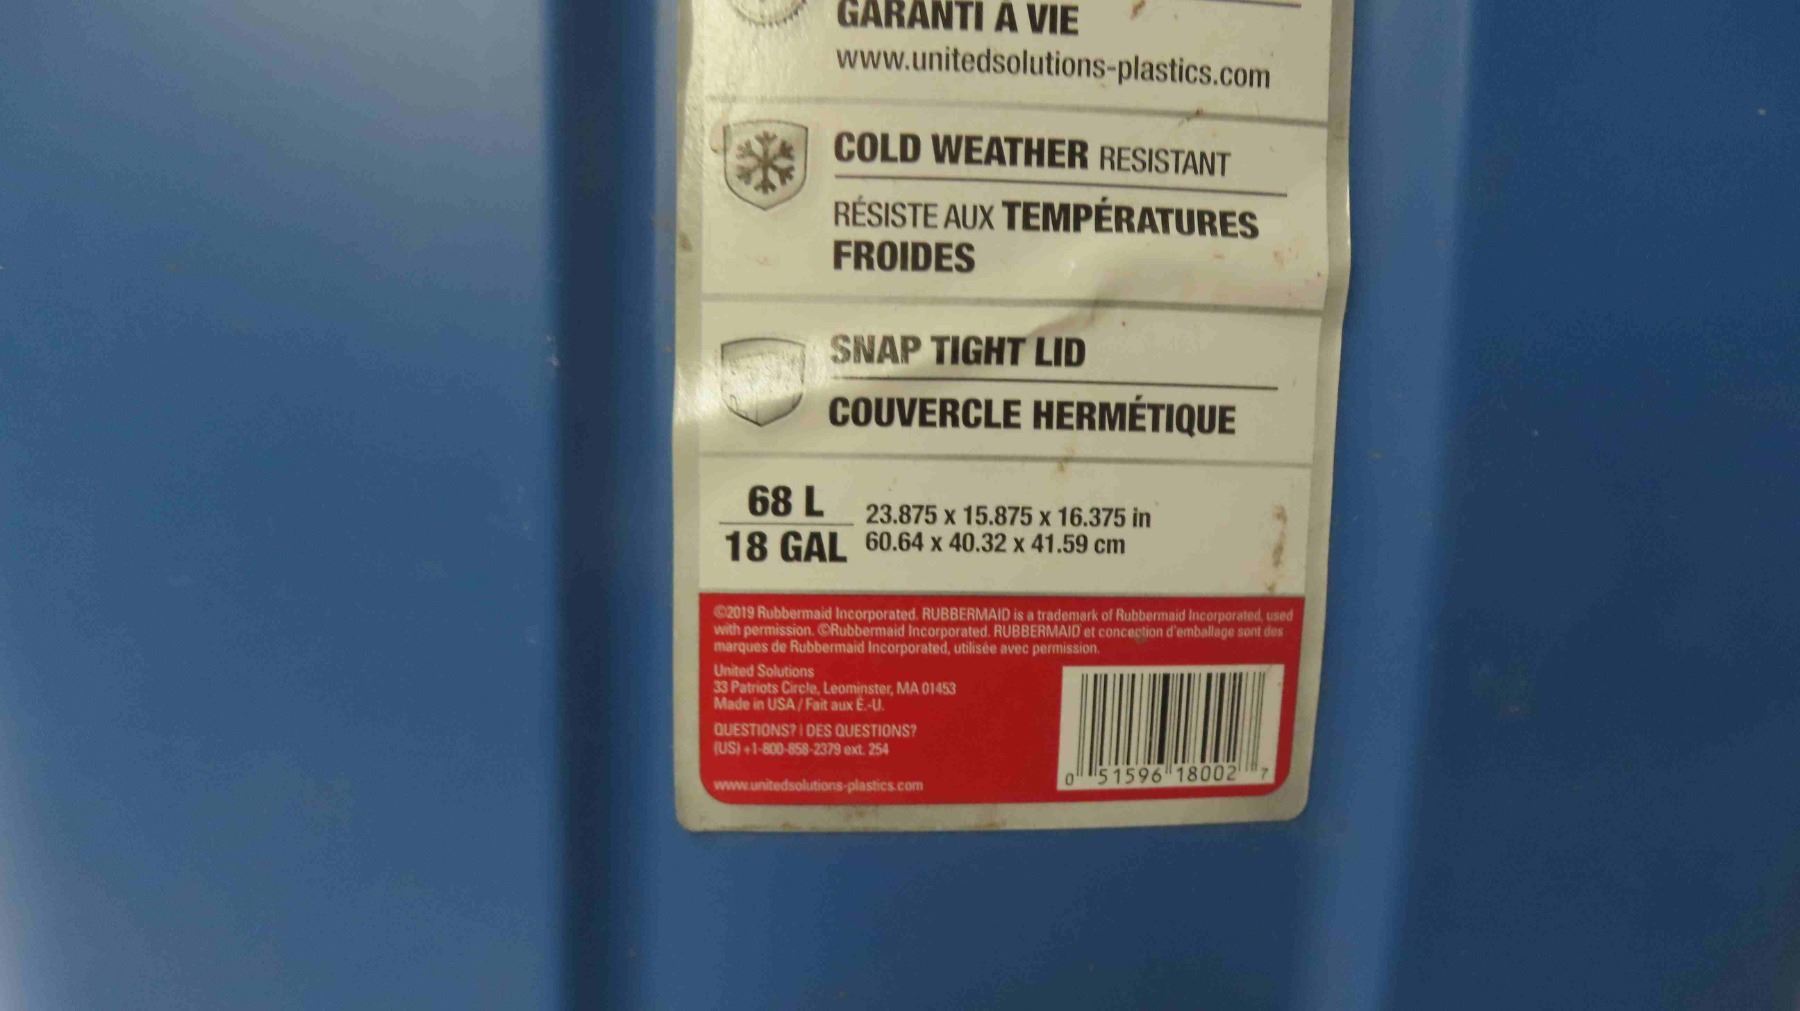 GARANTI À VIE
www.unitedsolutions-plastics.com
COLD WEATHER RESISTANT
RÉSISTE AUX TEMPÉRATURES
FROIDES
SNAP TIGHT LID
COUVERCLE HERMÉTIQUE
68 L
18 GAL
23.875 x 15.875 x 16.375 in
60.64 x 40.32 x 41.59 cm
©2019 Rubbermaid Incorporated. RUBBERMAID is a trademark of Rubbermaid Incorporated, used
with permission. ©Rubbermaid Incorporated. RUBBERMAID et conception d'emballage sont des
marques de Rubbermaid Incorporated, utilisée avec permission.
United Solutions
33 Patriots Circle, Leominster, MA 01453
Made in USA / Fait aux É.-U.
QUESTIONS? | DES QUESTIONS?
(US) +1-800-858-2379 ext. 254
www.unitedsolutions-plastics.com
0 51596 18002 7